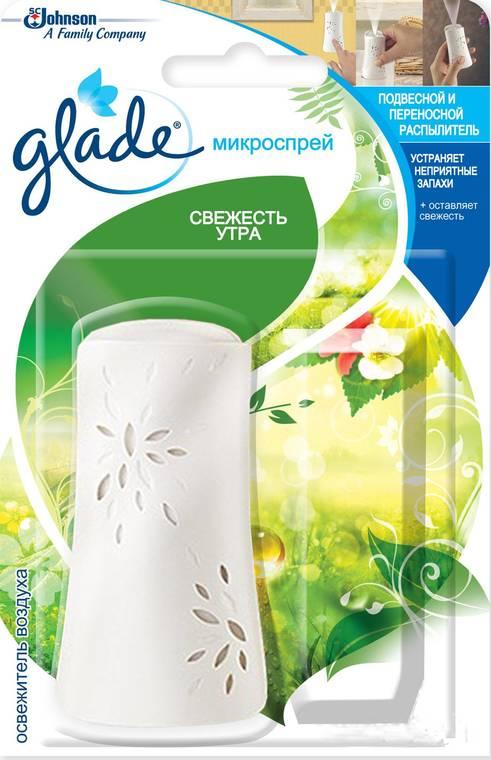 SC Johnson
A Family Company
glade®
микроспрей
ПОДВЕСНОЙ И
ПЕРЕНОСНОЙ
РАСПЫЛИТЕЛЬ
УСТРАНЯЕТ
НЕПРИЯТНЫЕ
ЗАПАХИ
+ оставляет
свежесть
СВЕЖЕСТЬ
УТРА
освежитель воздуха